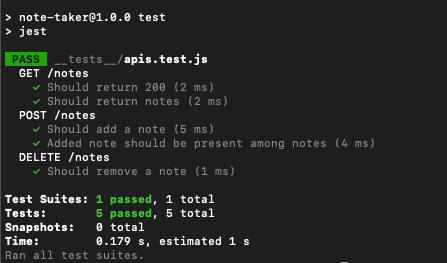 > note-taker@1.0.0 test
> jest
PASS __tests__/apis.test.js
GET /notes
✓ Should return 200 (2 ms)
✓ Should return notes (2 ms)
POST /notes
✓ Should add a note (5 ms)
✓ Added note should be present among notes (4 ms)
DELETE /notes
✓ Should remove a note (1 ms)
Test Suites: 1 passed, 1 total
Tests: 5 passed, 5 total
Snapshots: 0 total
Time: 0.179 s, estimated 1 s
Ran all test suites.